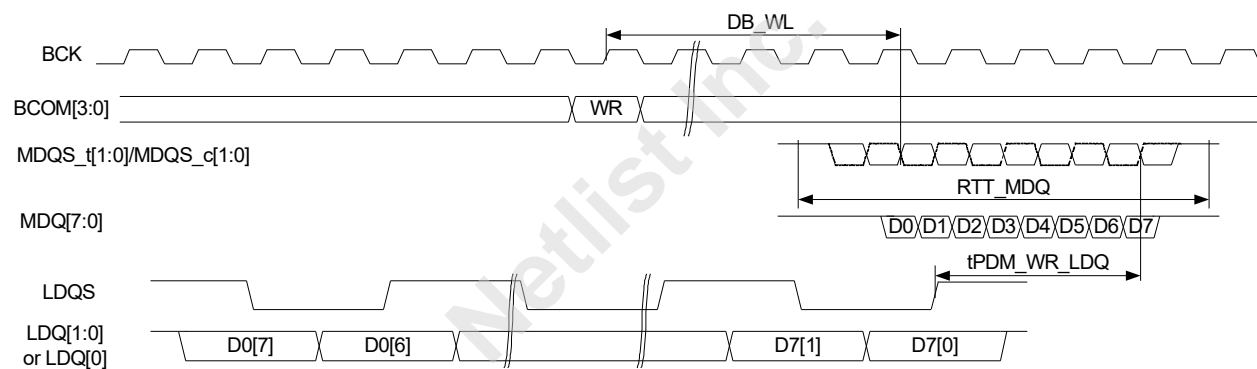 DB_WL
BCK
BCOM[3:0]
WR
MDQS_t[1:0]/MDQS_c[1:0]
RTT_MDQ
MDQ[7:0]
D0 D1 D2 D3 D4 D5 D6 D7
tPDM_WR_LDQ
LDQS
LDQ[1:0]
or LDQ[0]
D0[7] D0[6] D7[1] D7[0]
Netlist Inc.